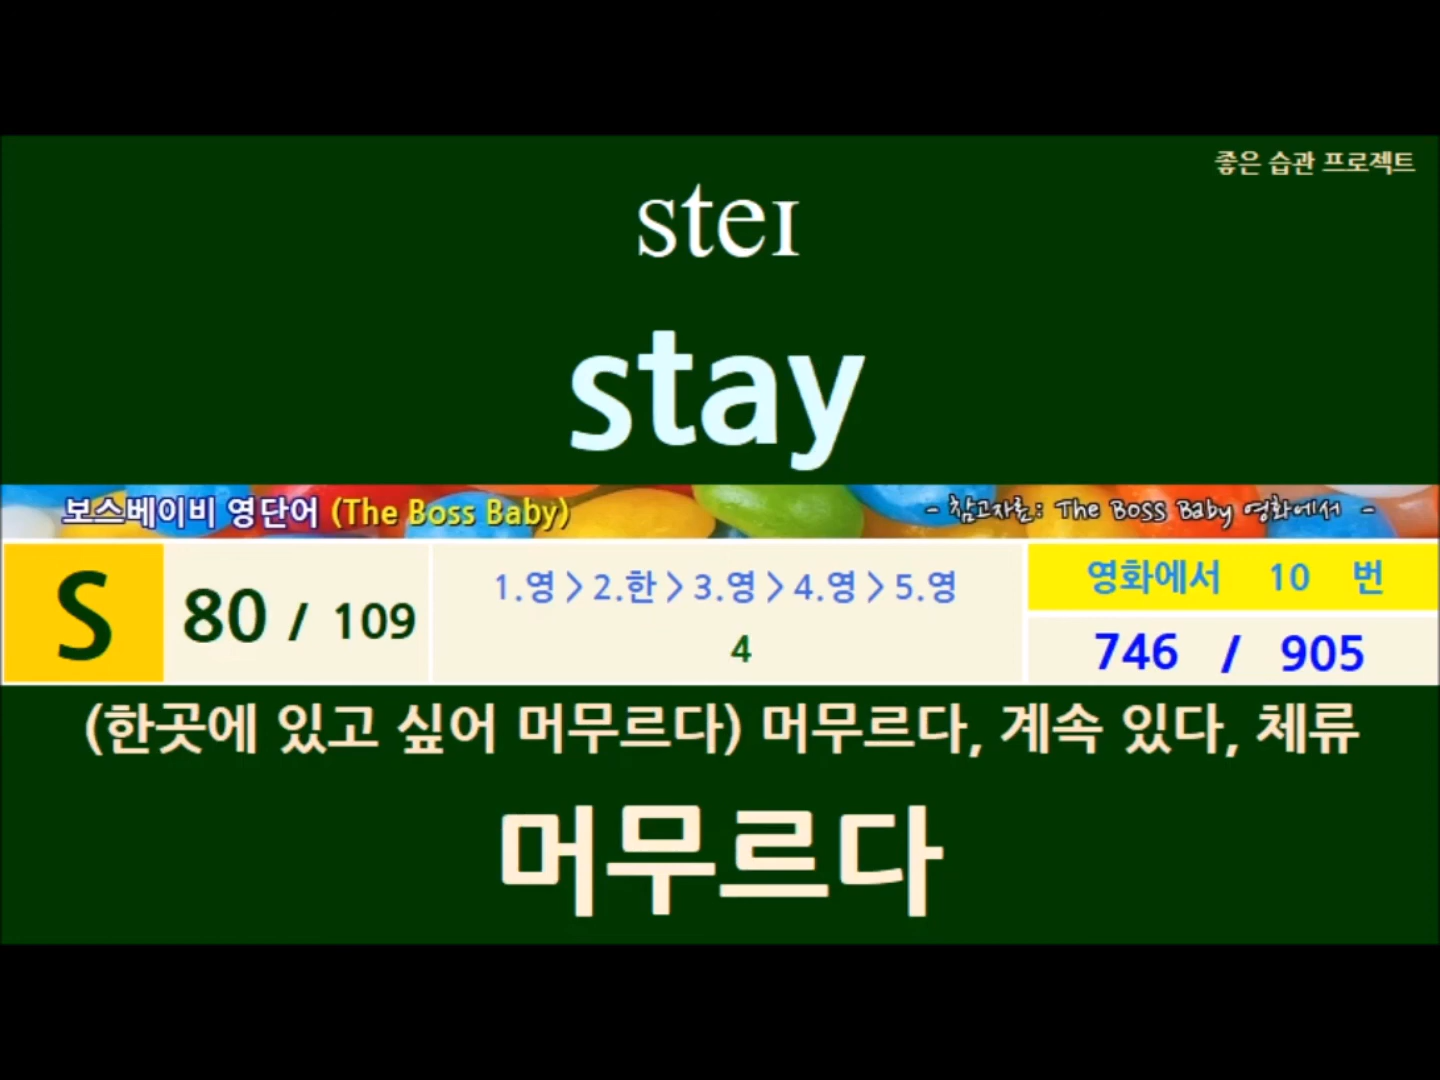 좋은 습관 프로젝트
steɪ
stay
보스베이비 영단어 (The Boss Baby)
- 참고자료: The Boss Baby 영화에서 -
S
80 / 109
1.영 > 2.한 > 3.영 > 4.영 > 5.영
4
영화에서 10 번
746 / 905
(한곳에 있고 싶어 머무르다) 머무르다, 계속 있다, 체류
머무르다